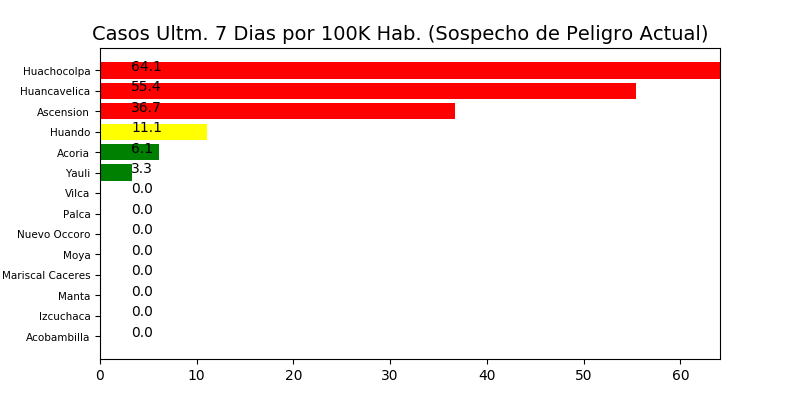 Casos Ultm. 7 Dias por 100K Hab. (Sospecho de Peligro Actual)
Huachocolpa 64.1
Huancavelica 55.4
Ascension 36.7
Huando 11.1
Acoria 6.1
Yauli 3.3
Vilca 0.0
Palca 0.0
Nuevo Occoro 0.0
Moya 0.0
Mariscal Caceres 0.0
Manta 0.0
Izcuchaca 0.0
Acobambilla 0.0
0 10 20 30 40 50 60